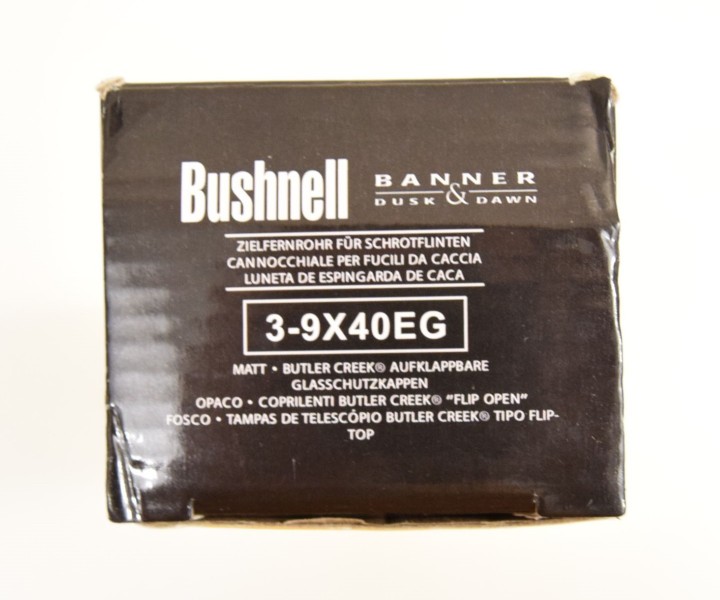 Bushnell BANNER
DUSK & DAWN
ZIELFERNROHR FÜR SCHROTFLINTEN
CANNOCCHIALE PER FUCILI DA CACCIA
LUNETA DE ESPINGARDA DE CACA
3-9X40EG
MATT • BUTLER CREEK® AUFKLAPPBARE
GLASSCHUTZKAPPEN
OPACO • COPRILENTI BUTLER CREEK® "FLIP OPEN"
FOSCO • TAMPAS DE TELESCÓPIO BUTLER CREEK® TIPO FLIP-
TOP